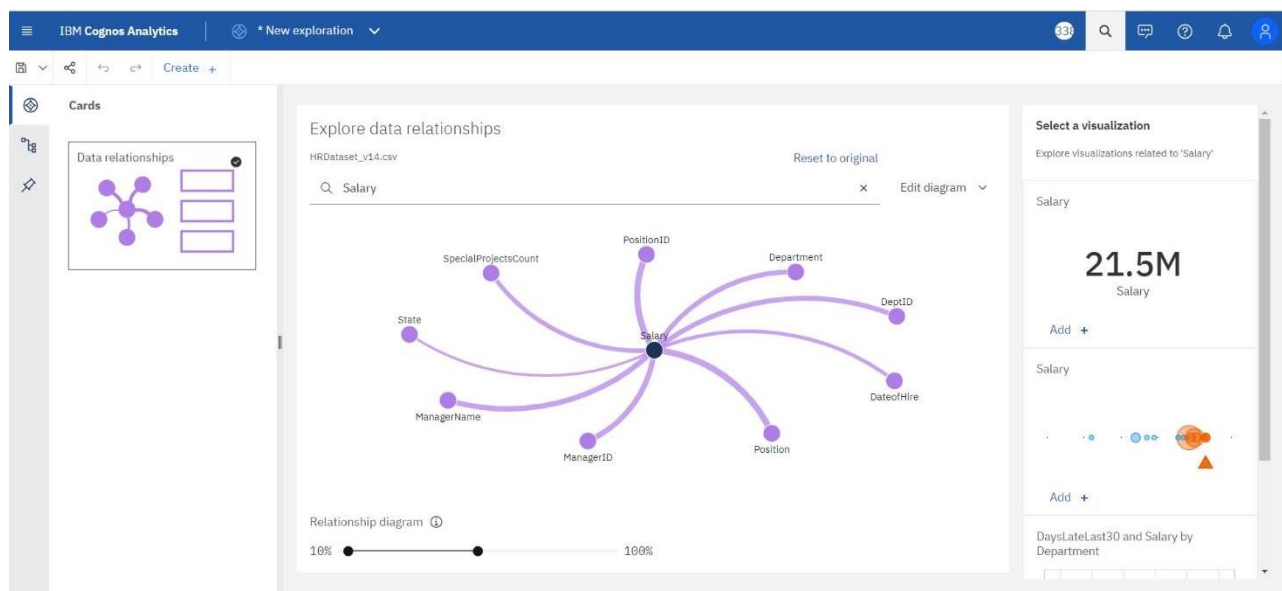 IBM Cognos Analytics
* New exploration
338
Create +
Cards
Data relationships
Explore data relationships
HRDataset_v14.csv
Reset to original
Salary
Edit diagram
PositionID
SpecialProjectsCount
Department
DeptID
State
Salary
DateofHire
ManagerName
Position
ManagerID
Relationship diagram
10%
100%
Select a visualization
Explore visualizations related to 'Salary'
Salary
21.5M
Salary
Add +
Salary
Add +
DaysLateLast30 and Salary by
Department